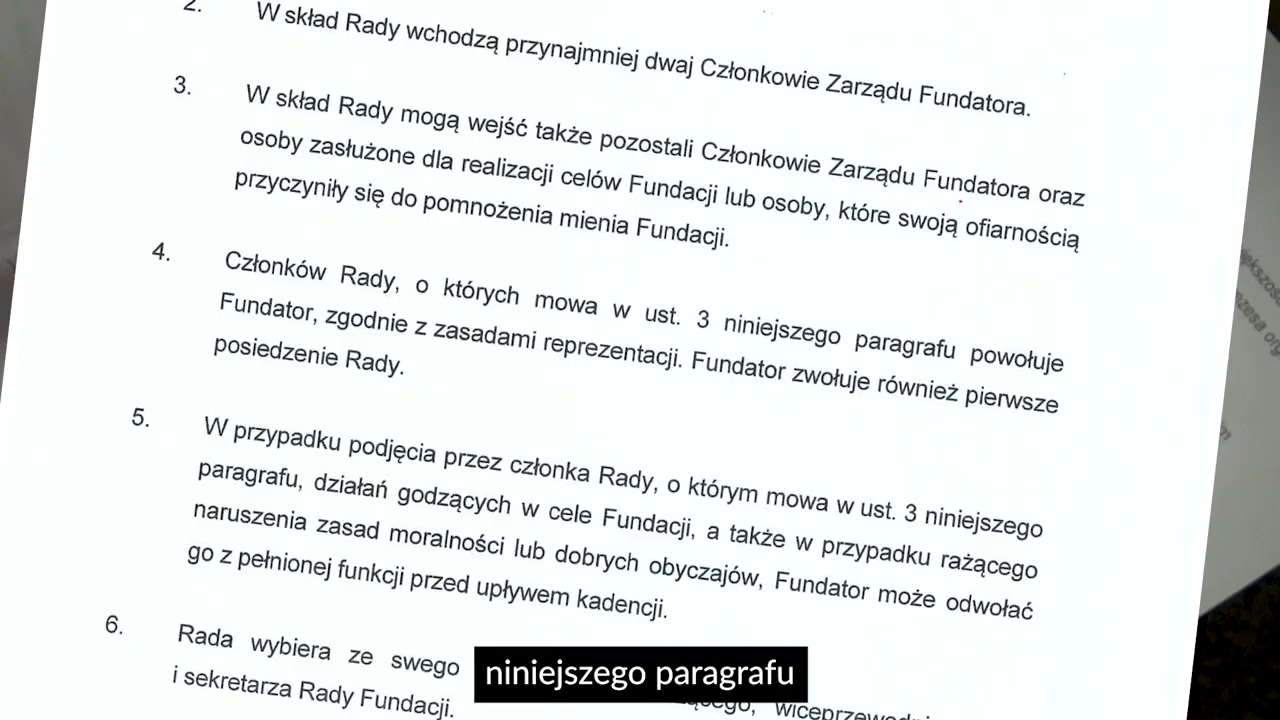 2. W skład Rady wchodzą przynajmniej dwaj Członkowie Zarządu Fundatora.
3. W skład Rady mogą wejść także pozostali Członkowie Zarządu Fundatora oraz
osoby zasłużone dla realizacji celów Fundacji lub osoby, które swoją ofiarnością
przyczyniły się do pomnożenia mienia Fundacji.
4. Członków Rady, o których mowa w ust. 3 niniejszego paragrafu powołuje
Fundator, zgodnie z zasadami reprezentacji. Fundator zwołuje również pierwsze
posiedzenie Rady.
5. W przypadku podjęcia przez członka Rady, o którym mowa w ust. 3 niniejszego
paragrafu, działań godzących w cele Fundacji, a także w przypadku rażącego
naruszenia zasad moralności lub dobrych obyczajów, Fundator może odwołać
go z pełnionej funkcji przed upływem kadencji.
6. Rada wybiera ze swego
i sekretarza Rady Fundacji.
niniejszego paragrafu